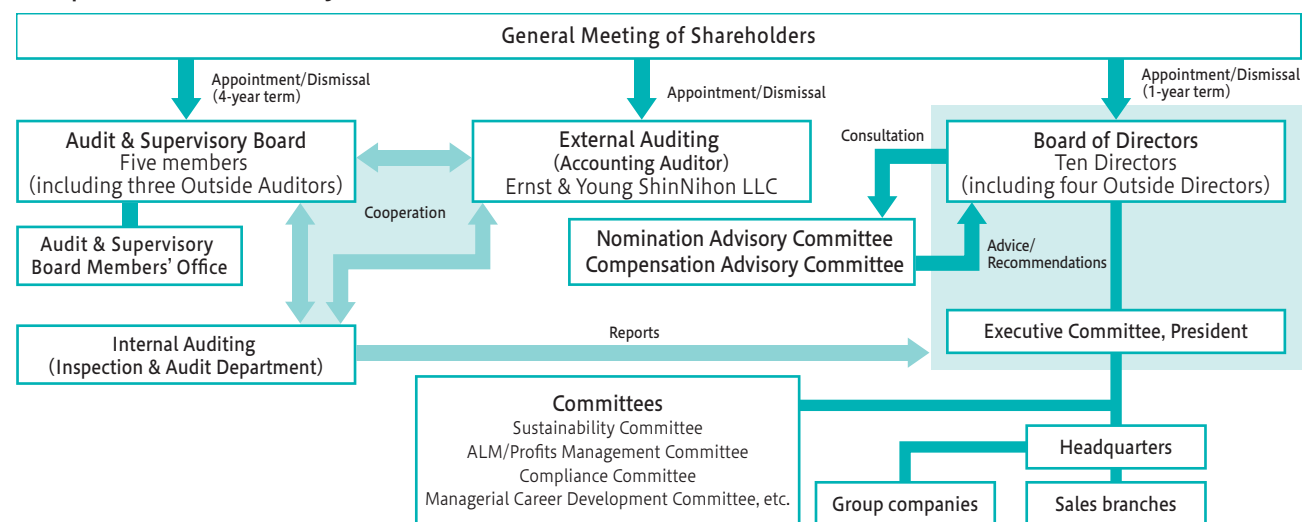 General Meeting of Shareholders
Appointment/Dismissal
(4-year term)
Appointment/Dismissal
Appointment/Dismissal
(1-year term)
Audit & Supervisory Board
Five members
(including three Outside Auditors)
External Auditing
(Accounting Auditor)
Ernst & Young ShinNihon LLC
Consultation
Board of Directors
Ten Directors
(including four Outside Directors)
Cooperation
Audit & Supervisory
Board Members’ Office
Nomination Advisory Committee
Compensation Advisory Committee
Advice/
Recommendations
Internal Auditing
(Inspection & Audit Department)
Reports
Executive Committee, President
Committees
Sustainability Committee
ALM/Profits Management Committee
Compliance Committee
Managerial Career Development Committee, etc.
Headquarters
Group companies
Sales branches